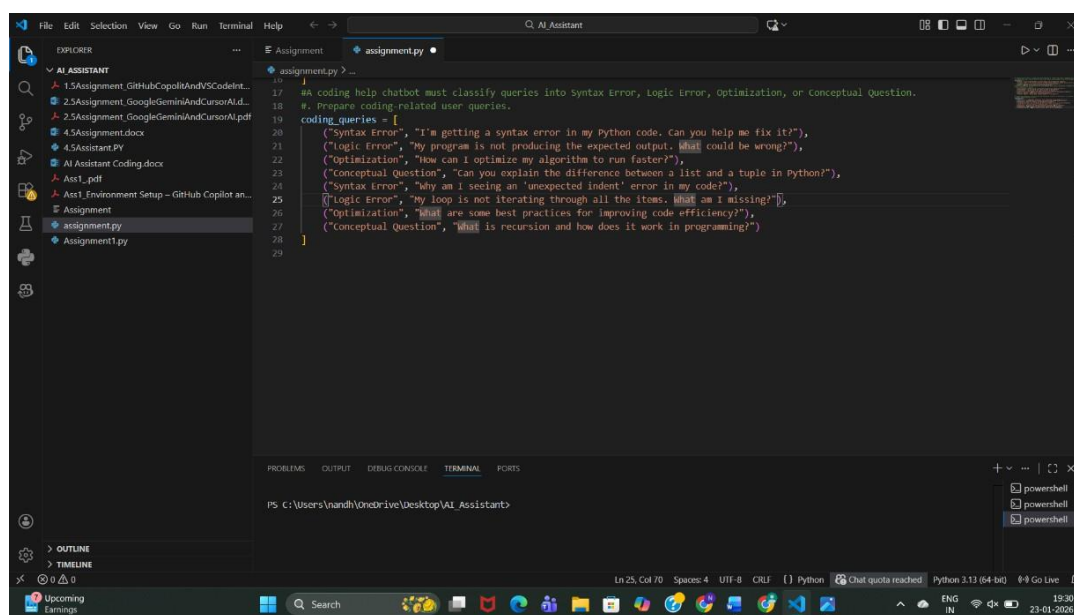 File Edit Selection View Go Run Terminal Help
AI_Assistant
EXPLORER
Assignment
assignment.py
AI_ASSISTANT
1.5Assignment_GitHubCopolitAndVSCodeInt...
2.5Assignment_GoogleGeminiAndCursorAI.d...
2.5Assignment_GoogleGeminiAndCursorAI.pdf
4.5Assignment.docx
4.5Assistant.PY
AI Assistant Coding.docx
Ass1_.pdf
Ass1_Environment Setup – GitHub Copilot an...
Assignment
assignment.py
Assignment1.py
OUTLINE
TIMELINE
assignment.py > ...
16 ]
17 #A coding help chatbot must classify queries into Syntax Error, Logic Error, Optimization, or Conceptual Question.
18 #. Prepare coding-related user queries.
19 coding_queries = [
20 ("Syntax Error", "I'm getting a syntax error in my Python code. Can you help me fix it?"),
21 ("Logic Error", "My program is not producing the expected output. What could be wrong?"),
22 ("Optimization", "How can I optimize my algorithm to run faster?"),
23 ("Conceptual Question", "Can you explain the difference between a list and a tuple in Python?"),
24 ("Syntax Error", "Why am I seeing an 'unexpected indent' error in my code?"),
25 ("Logic Error", "My loop is not iterating through all the items. What am I missing?"),
26 ("Optimization", "What are some best practices for improving code efficiency?"),
27 ("Conceptual Question", "What is recursion and how does it work in programming?")
28 ]
29
PROBLEMS OUTPUT DEBUG CONSOLE TERMINAL PORTS
PS C:\Users\nandh\OneDrive\Desktop\AI_Assistant>
powershell
powershell
powershell
0 0
Ln 25, Col 70 Spaces: 4 UTF-8 CRLF {} Python Chat quota reached Python 3.13 (64-bit) Go Live
Upcoming
Earnings
Search
ENG
IN
19:30
23-01-2026